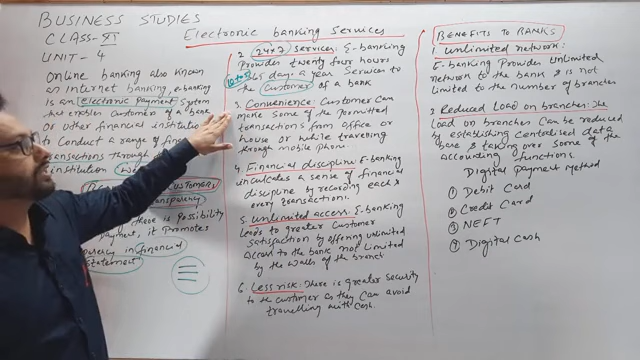 BUSINESS STUDIES
CLASS-XI
UNIT-4
Electronic banking services
Online banking also known
an Internet banking, e-banking
is an electronic payment system
that enables customer of a bank
Or other financial institution
to Conduct a range of financial
transactions through
institution
CUSTOMERS
transparency
there is possibility
payment, it promotes
in financial
Statement
2. 24x7 services: E-banking
Provider twenty four hours
365 day. a year Services to
the Customer of a bank
3. Convenience: Customer can
make some of the permitted
transactions from office or
house or while traveling
through mobile phone.
4. Financial discipline: E-banking
inculcates a sense of financial
discipline by recording each &
every transactions.
5. Unlimited access: E-banking
leads to greater Customer
satisfaction by offering unlimited
access to the bank not limited
by the walls of the branch
6. Less risk: There is greater security
to the customer as they can avoid
travelling with cash.
BENEFITS TO BANKS
1. Unlimited network:
E-banking Provider Unlimited
network to the bank & is not
limited to the number of branches
2. Reduced Load on branches: The
load on branches Can be reduced
by establishing centralised data
base & taking over some of the
accounting functions.
Digital Payment Method
① Debit Card
② Credit Card
③ NEFT
④ Digital Cash